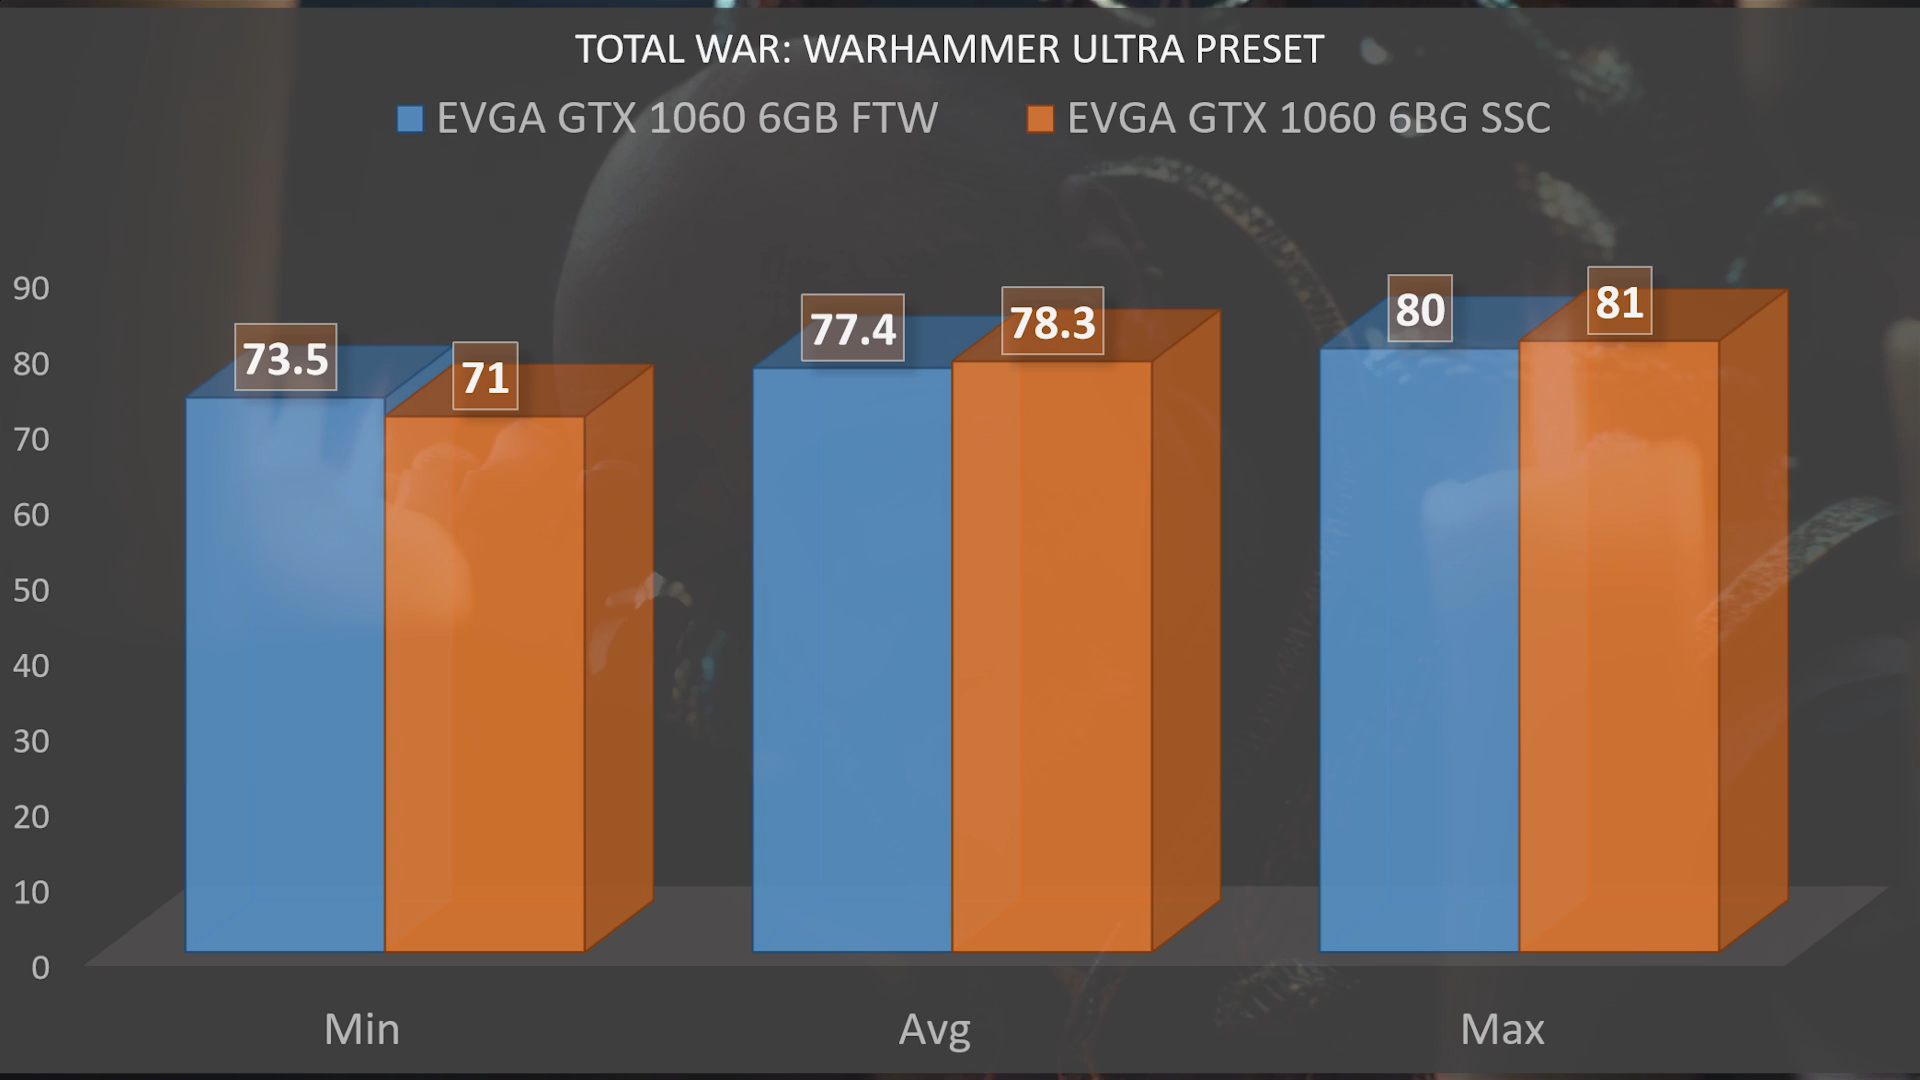 TOTAL WAR: WARHAMMER ULTRA PRESET
EVGA GTX 1060 6GB FTW EVGA GTX 1060 6BG SSC
90
80
70
60
50
40
30
20
10
0
73.5 71 77.4 78.3 80 81
Min Avg Max